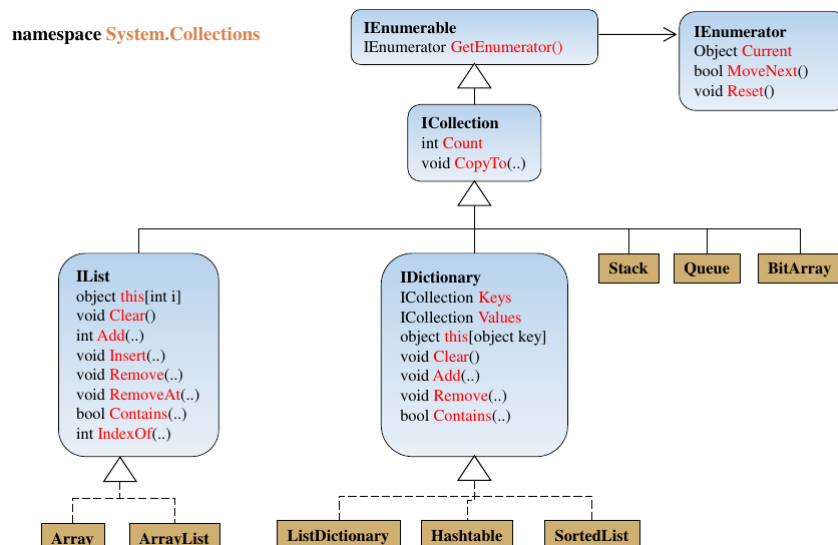 namespace System.Collections
IEnumerable
IEnumerator GetEnumerator()
IEnumerator
Object Current
bool MoveNext()
void Reset()
ICollection
int Count
void CopyTo(..)
IList
object this[int i]
void Clear()
int Add(..)
void Insert(..)
void Remove(..)
void RemoveAt(..)
bool Contains(..)
int IndexOf(..)
IDictionary
ICollection Keys
ICollection Values
object this[object key]
void Clear()
void Add(..)
void Remove(..)
bool Contains(..)
Stack
Queue
BitArray
Array
ArrayList
ListDictionary
Hashtable
SortedList